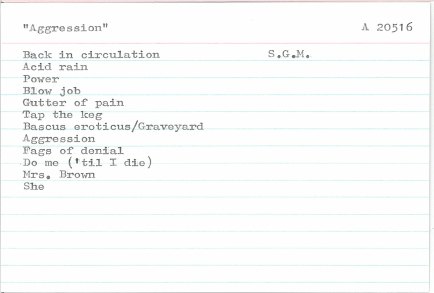 "Aggression" A 20516
Back in circulation S.G.M.
Acid rain
Power
Blow job
Gutter of pain
Tap the keg
Bascus eroticus/Graveyard
Aggression
Fags of denial
Do me ('til I die)
Mrs. Brown
She